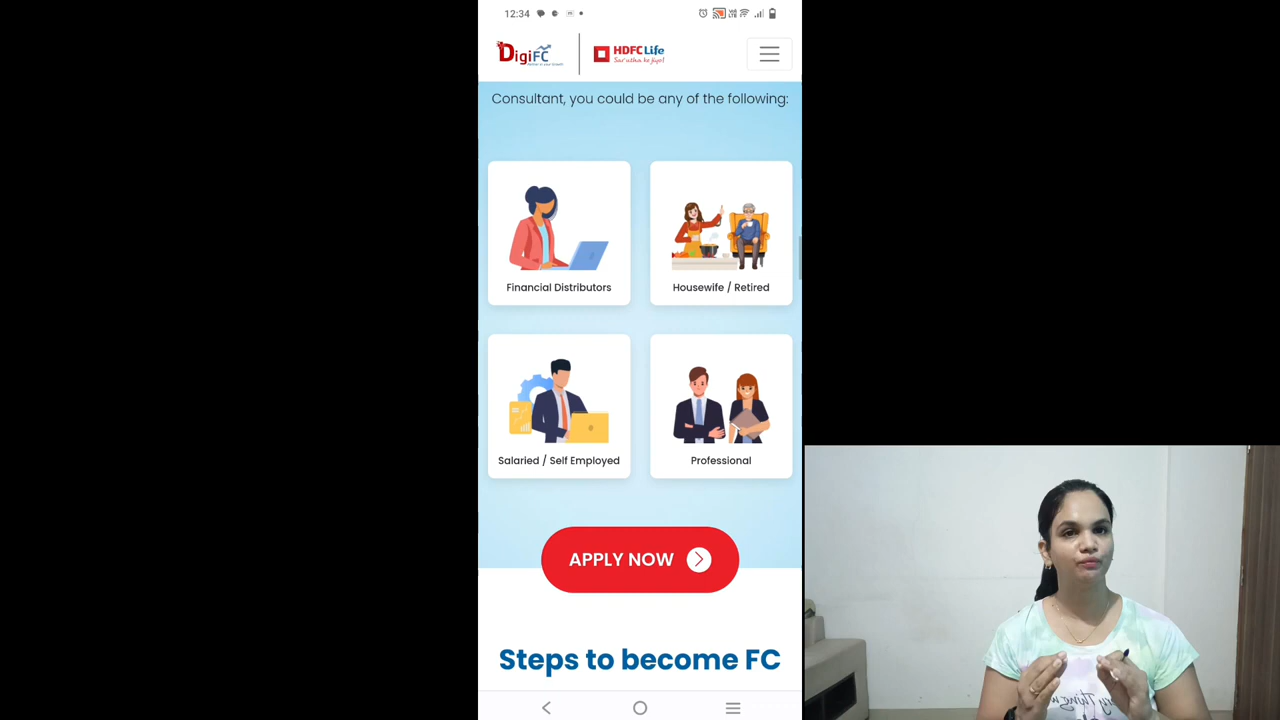 12:34
DigiFC
HDFC Life
Sar utha ke jiyo!
Consultant, you could be any of the following:
Financial Distributors
Housewife / Retired
Salaried / Self Employed
Professional
APPLY NOW
Steps to become FC